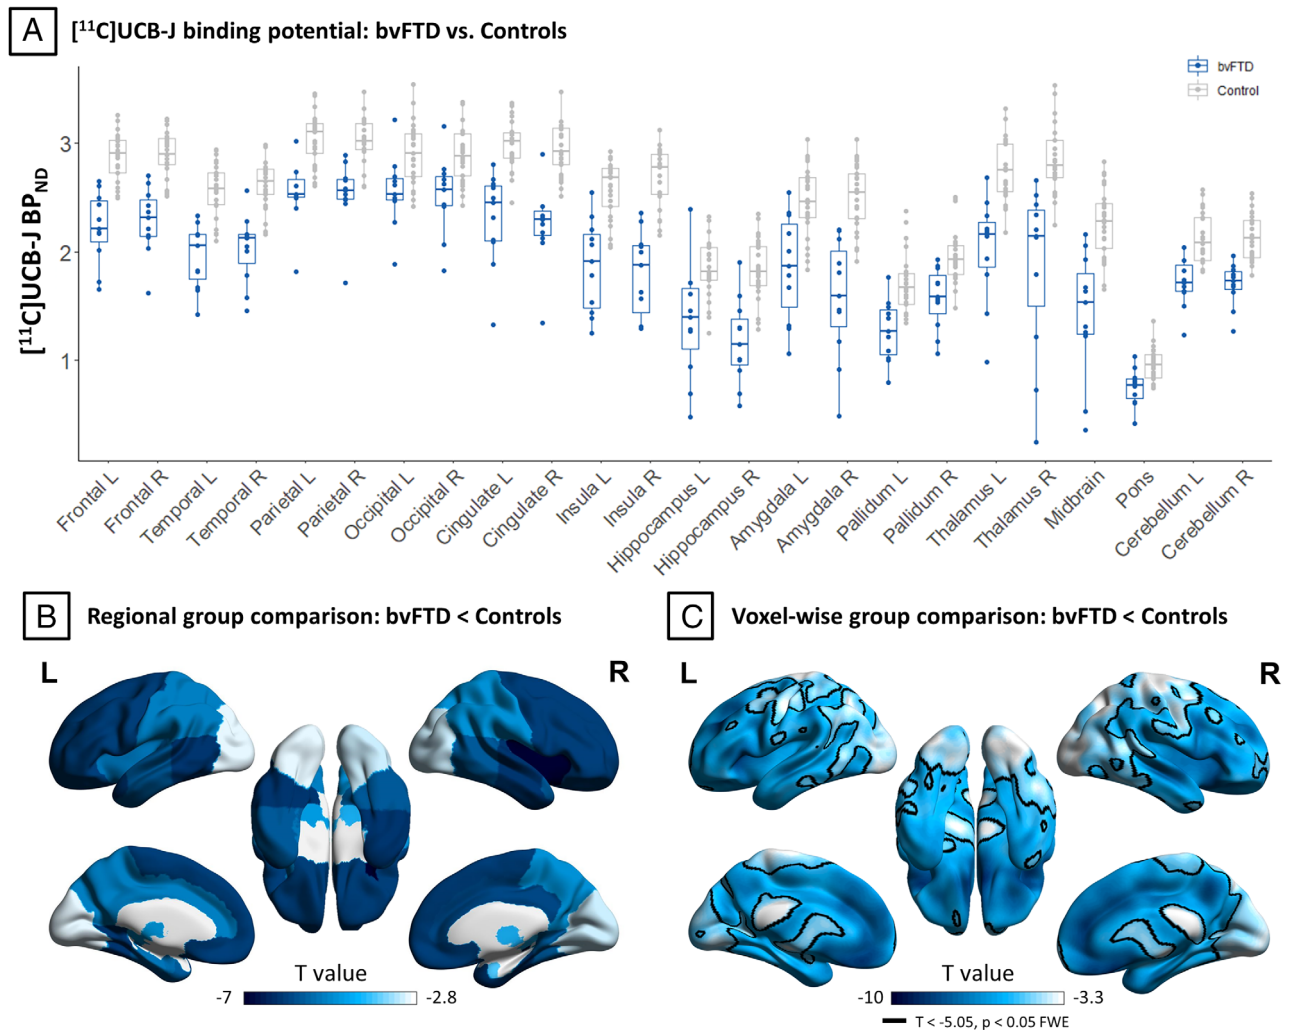 A
[¹¹C]UCB-J binding potential: bvFTD vs. Controls
bvFTD
Control
[¹¹C]UCB-J BP_ND
3
2
1
Frontal L
Frontal R
Temporal L
Temporal R
Parietal L
Parietal R
Occipital L
Occipital R
Cingulate L
Cingulate R
Insula L
Insula R
Hippocampus L
Hippocampus R
Amygdala L
Amygdala R
Pallidum L
Pallidum R
Thalamus L
Thalamus R
Midbrain
Pons
Cerebellum L
Cerebellum R
B
Regional group comparison: bvFTD < Controls
L
R
T value
-7
-2.8
C
Voxel-wise group comparison: bvFTD < Controls
L
R
T value
-10
-3.3
T < -5.05, p < 0.05 FWE